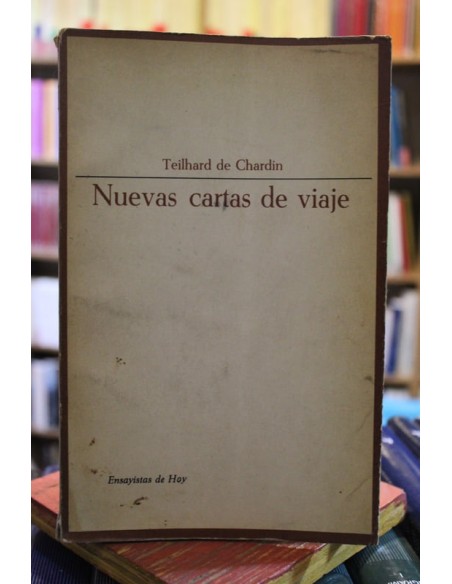 Teilhard de Chardin
Nuevas cartas de viaje
Ensayistas de Hoy